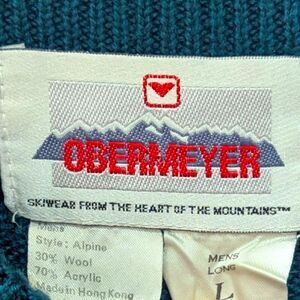 OBERMEYER
SKIWEAR FROM THE HEART OF THE MOUNTAINS™
Mens
Style: Alpine
30% Wool
70% Acrylic
Made in Hong Kong
MENS
LONG
L